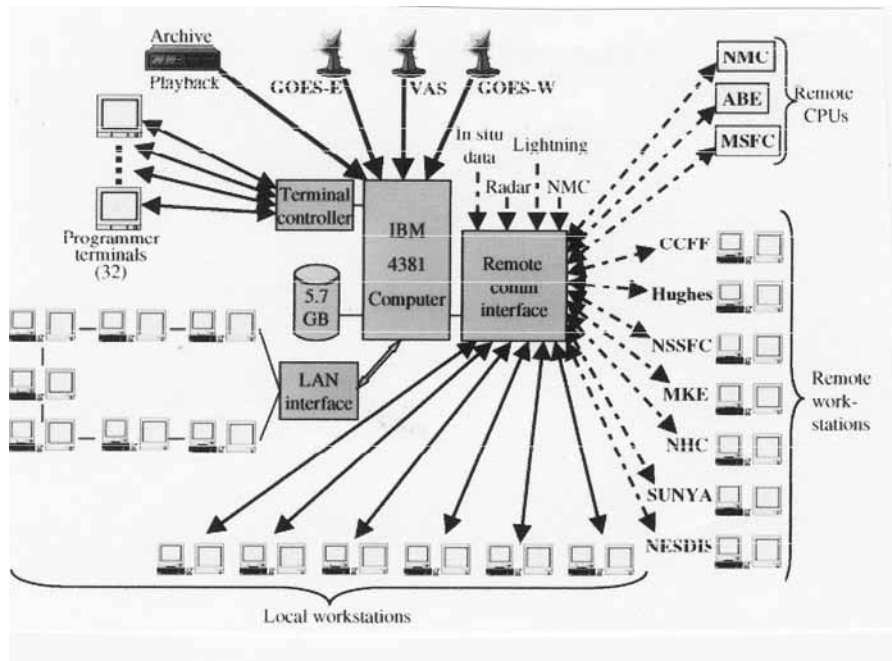 Archive
Playback
GOES-E
VAS
GOES-W
NMC
ABE
MSFC
Remote
CPUs
In situ
data
Lightning
Radar
NMC
Terminal
controller
Programmer
terminals
(32)
IBM
4381
Computer
5.7
GB
Remote
comm
interface
LAN
interface
CCFF
Hughes
NSSFC
MKE
NHC
SUNYA
NESDIS
Remote
work-
stations
Local workstations